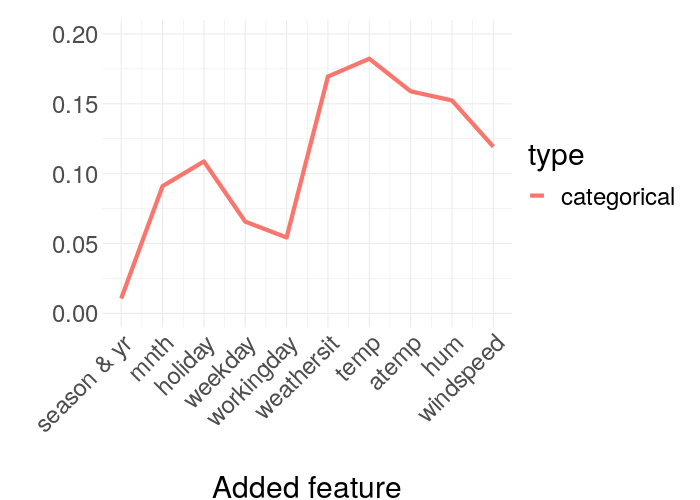 0.20
0.15
0.10
0.05
0.00
season & yr
mnth
holiday
weekday
workingday
weathersit
temp
atemp
hum
windspeed
Added feature
type
categorical